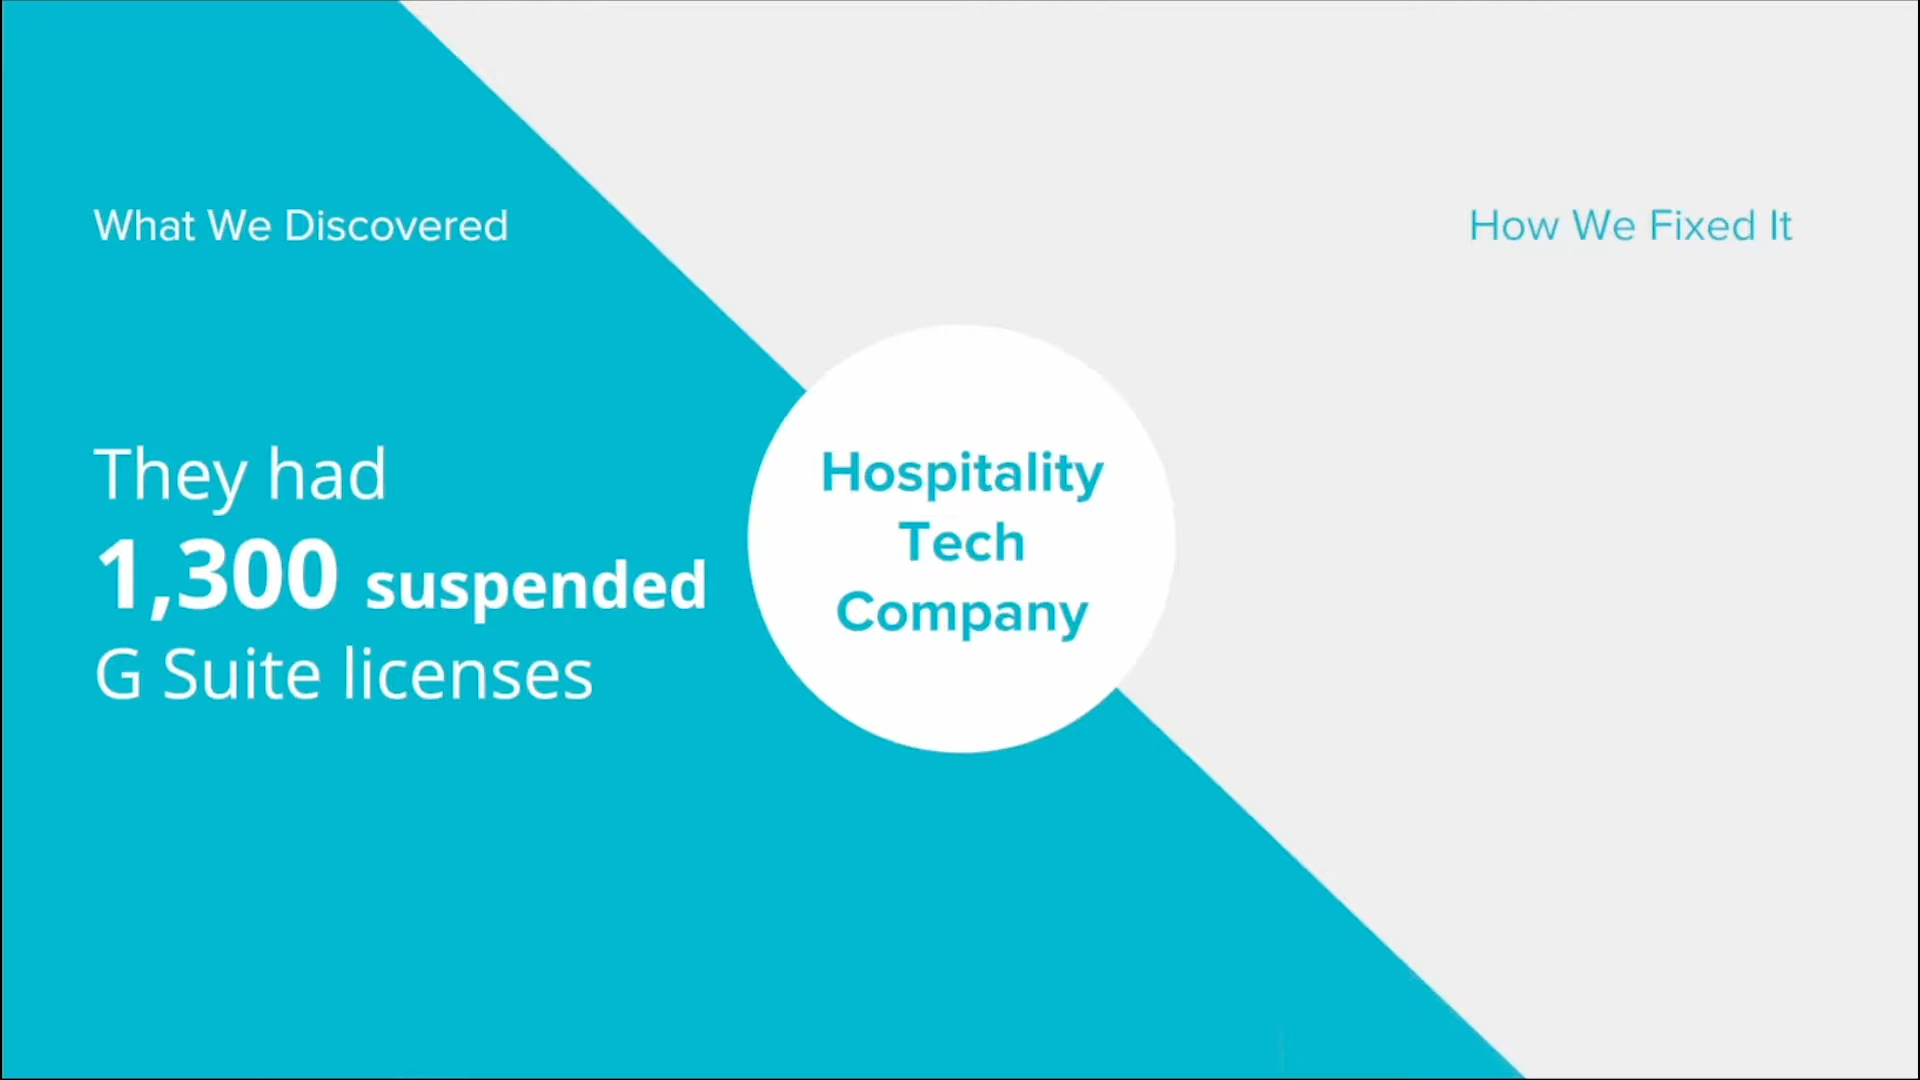 What We Discovered
They had
1,300 suspended
G Suite licenses
Hospitality
Tech
Company
How We Fixed It